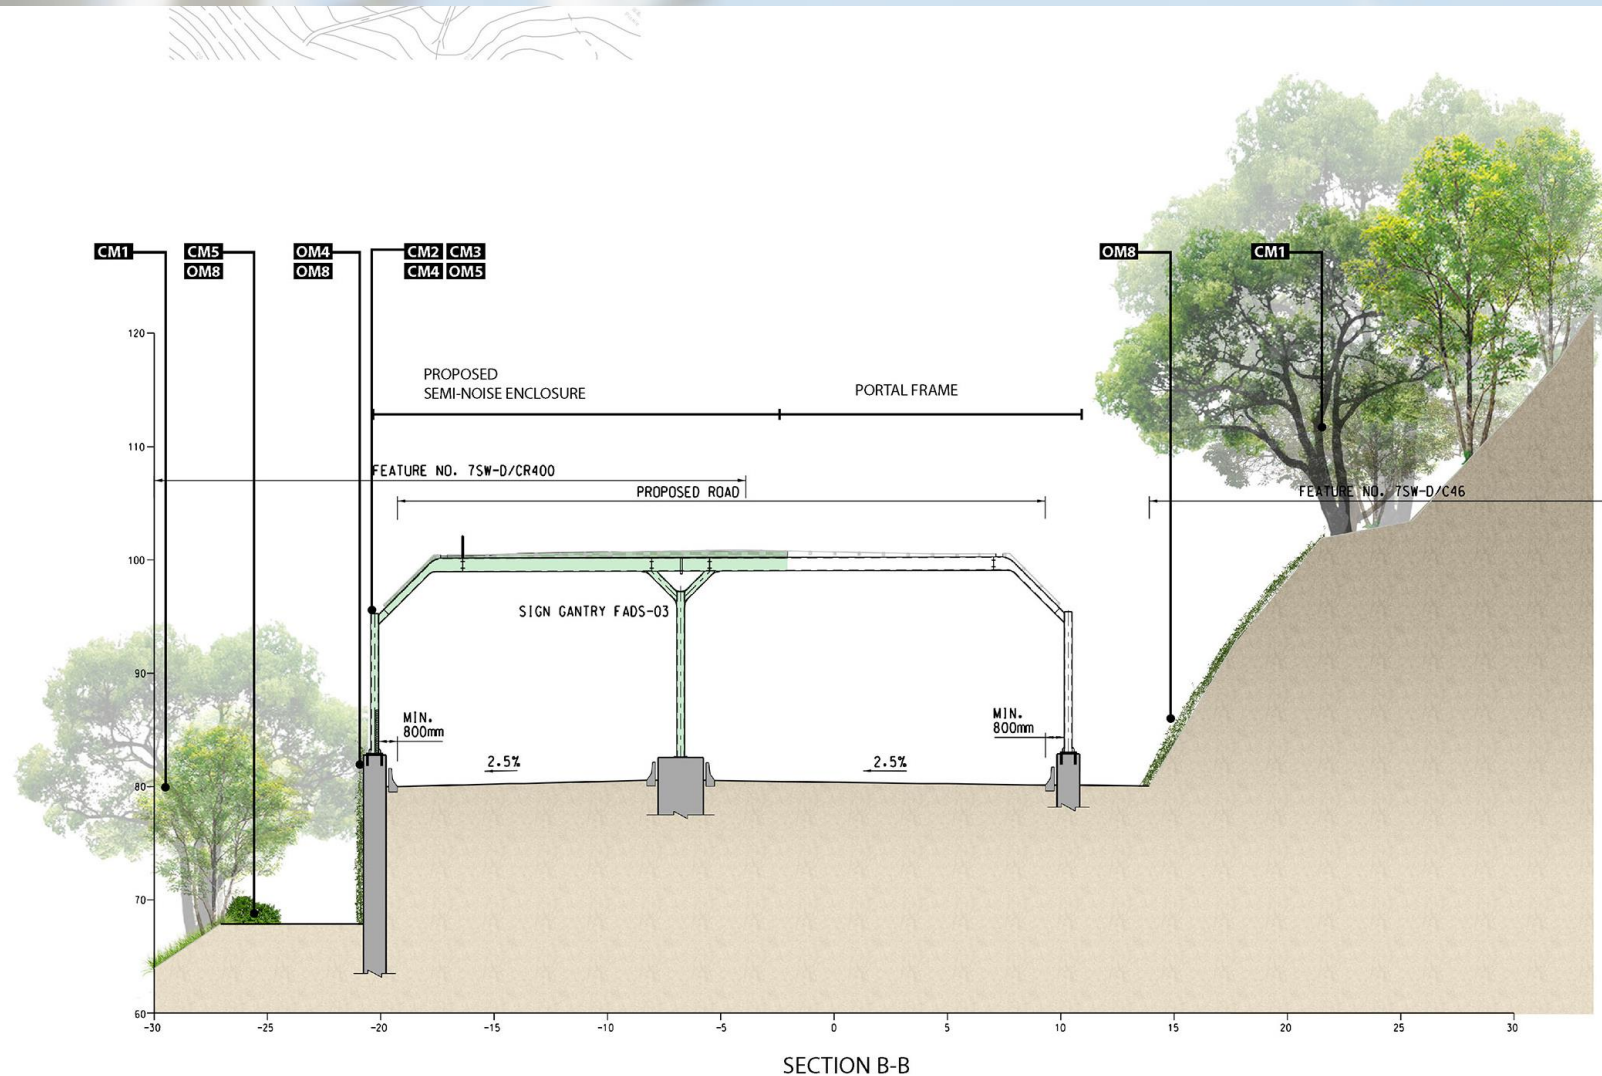 CM1
CM5
OM8
OM4
OM8
CM2 CM3
CM4 OM5
OM8
CM1
120
PROPOSED
SEMI-NOISE ENCLOSURE
PORTAL FRAME
110
FEATURE NO. 7SW-D/CR400
PROPOSED ROAD
FEATURE NO. 7SW-D/C46
100
SIGN GANTRY FADS-03
90
MIN.
800mm
MIN.
800mm
2.5%
2.5%
80
70
60
-30 -25 -20 -15 -10 -5 0 5 10 15 20 25 30
SECTION B-B